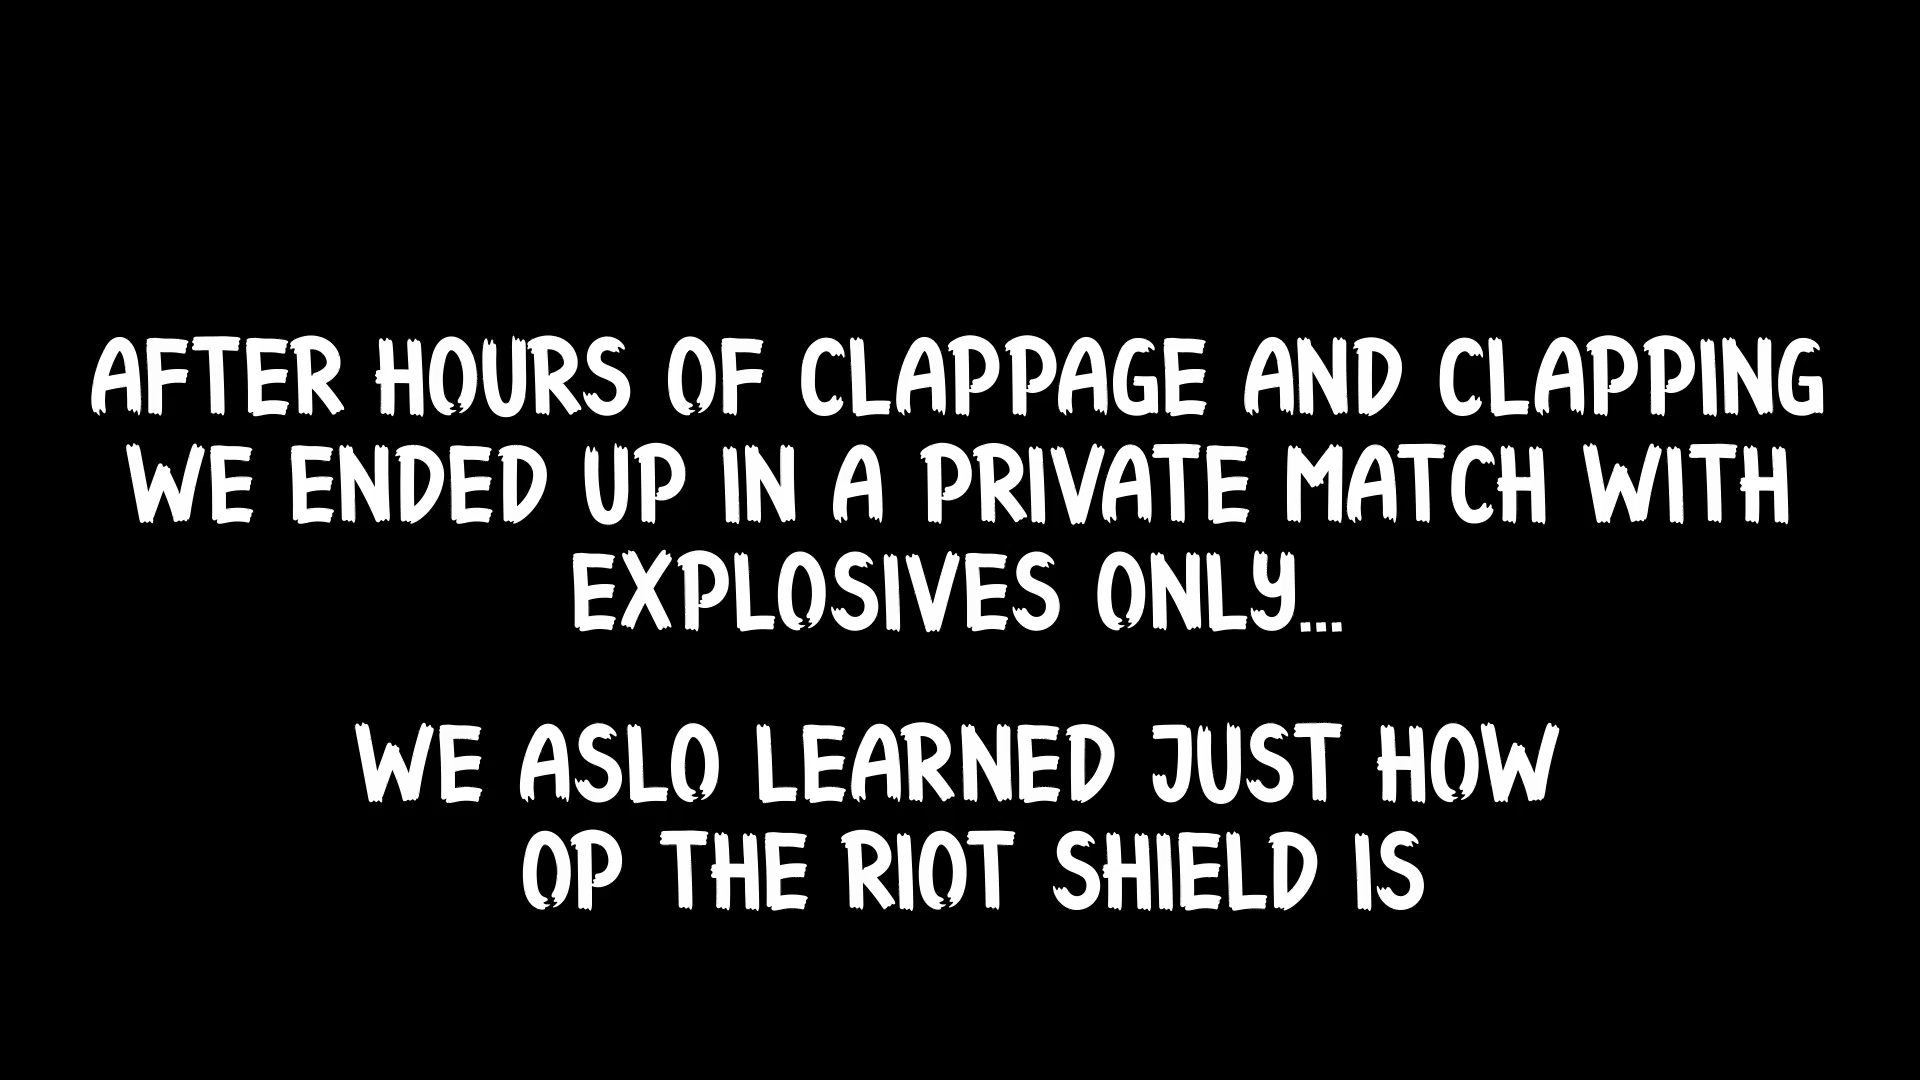 AFTER HOURS OF CLAPPAGE AND CLAPPING
WE ENDED UP IN A PRIVATE MATCH WITH
EXPLOSIVES ONLY...
WE ASLO LEARNED JUST HOW
OP THE RIOT SHIELD IS